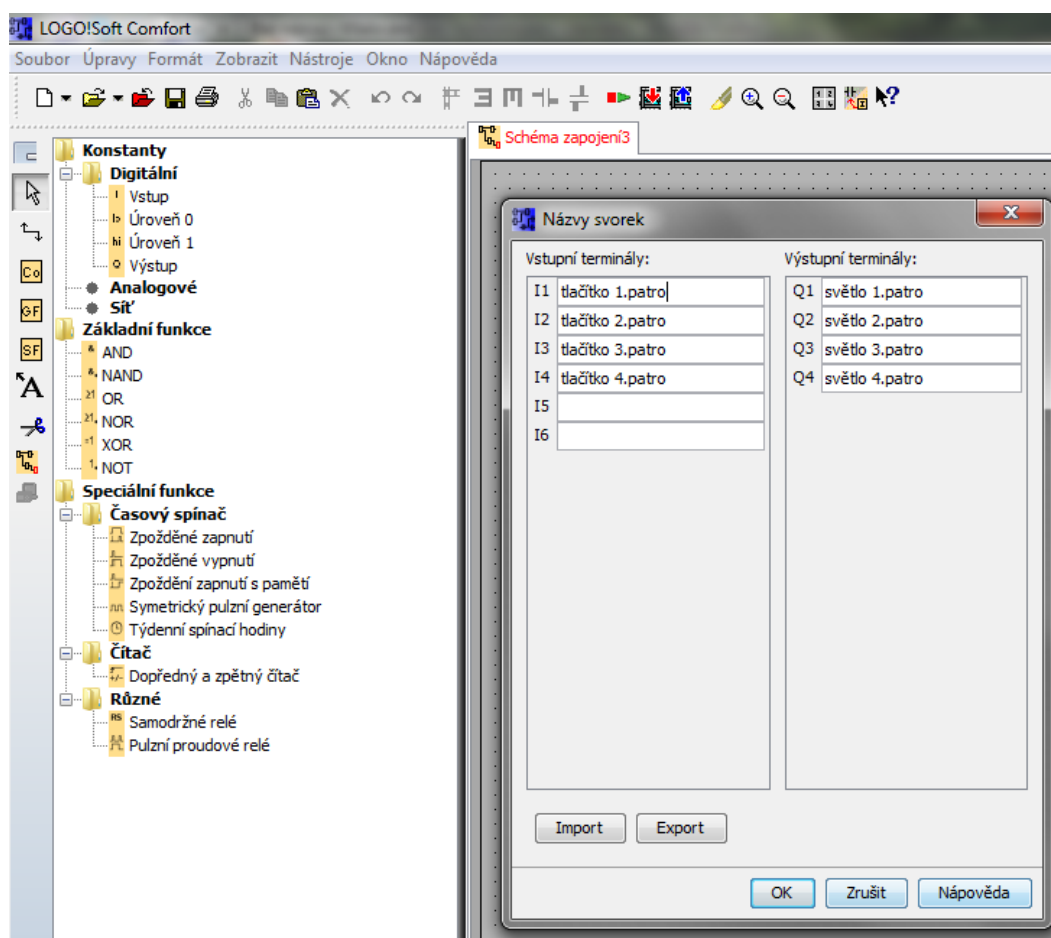 LOGO!Soft Comfort
Soubor Úpravy Formát Zobrazit Nástroje Okno Nápověda
Schéma zapojení3
Konstanty
Digitální
Vstup
Úroveň 0
Úroveň 1
Výstup
Analogové
Síť
Základní funkce
AND
NAND
OR
NOR
XOR
NOT
Speciální funkce
Časový spínač
Zpožděné zapnutí
Zpožděné vypnutí
Zpoždění zapnutí s pamětí
Symetrický pulzní generátor
Týdenní spínací hodiny
Čítač
Dopředný a zpětný čítač
Různé
Samodržné relé
Pulzní proudové relé
Co
GF
SF
A
Názvy svorek
Vstupní terminály:
I1 tlačítko 1.patro
I2 tlačítko 2.patro
I3 tlačítko 3.patro
I4 tlačítko 4.patro
I5
I6
Výstupní terminály:
Q1 světlo 1.patro
Q2 světlo 2.patro
Q3 světlo 3.patro
Q4 světlo 4.patro
Import Export
OK Zrušit Nápověda